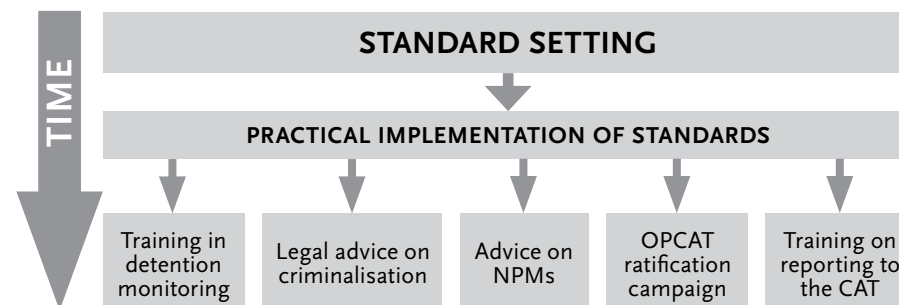 TIME
STANDARD SETTING
PRACTICAL IMPLEMENTATION OF STANDARDS
Training in
detention
monitoring
Legal advice on
criminalisation
Advice on
NPMs
OPCAT
ratification
campaign
Training on
reporting to
the CAT